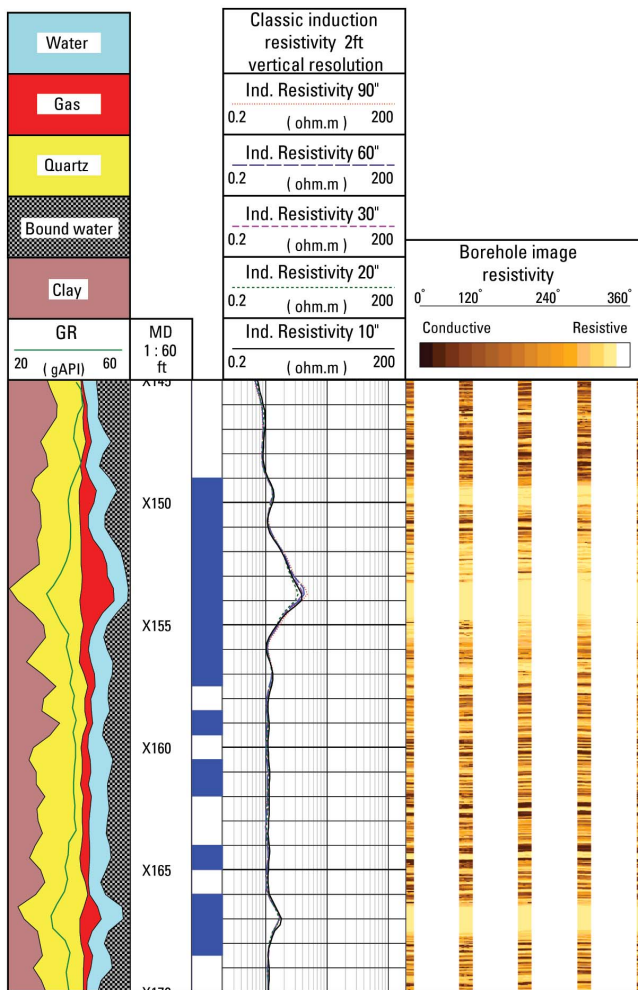 Water
Gas
Quartz
Bound water
Clay
GR
20 ( gAPI) 60
MD
1 : 60
ft
Classic induction
resistivity 2ft
vertical resolution
Ind. Resistivity 90"
0.2 ( ohm.m ) 200
Ind. Resistivity 60"
0.2 ( ohm.m ) 200
Ind. Resistivity 30"
0.2 ( ohm.m ) 200
Ind. Resistivity 20"
0.2 ( ohm.m ) 200
Ind. Resistivity 10"
0.2 ( ohm.m ) 200
Borehole image
resistivity
0° 120° 240° 360°
Conductive Resistive
X145
X150
X155
X160
X165
X170